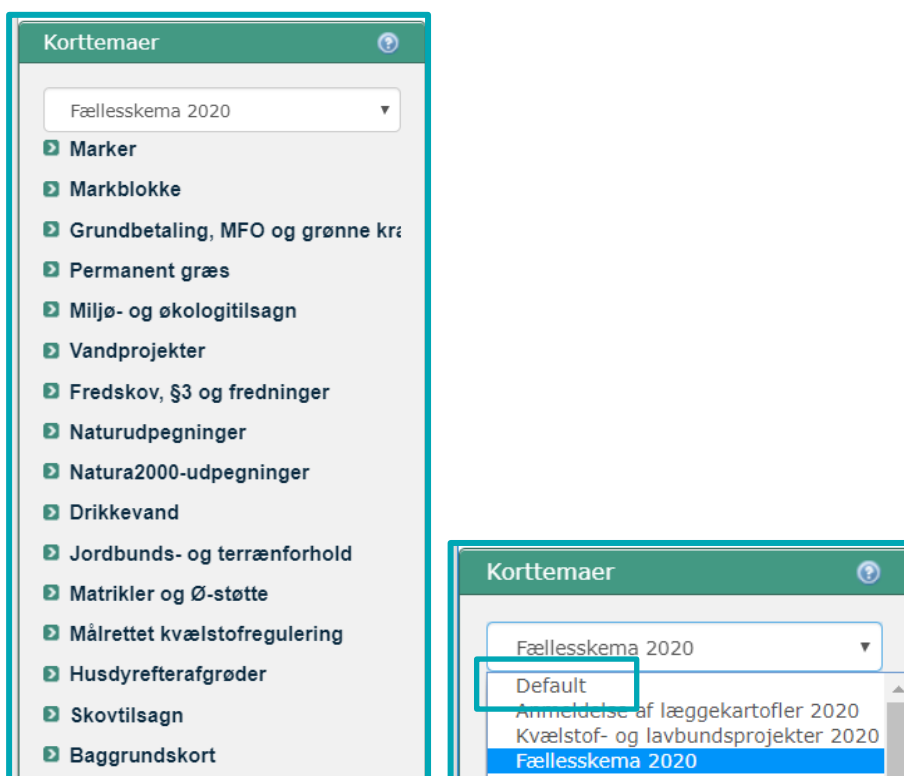 Korttemaer
Fællesskema 2020
Marker
Markblokke
Grundbetaling, MFO og grønne kra
Permanent græs
Miljø- og økologitilsagn
Vandprojekter
Fredskov, §3 og fredninger
Naturudpegninger
Natura2000-udpegninger
Drikkevand
Jordbunds- og terrænforhold
Matrikler og Ø-støtte
Målrettet kvælstofregulering
Husdyrefterafgrøder
Skovtilsagn
Baggrundskort
Korttemaer
Fællesskema 2020
Default
Anmeldelse af læggekartofler 2020
Kvælstof- og lavbundsprojekter 2020
Fællesskema 2020